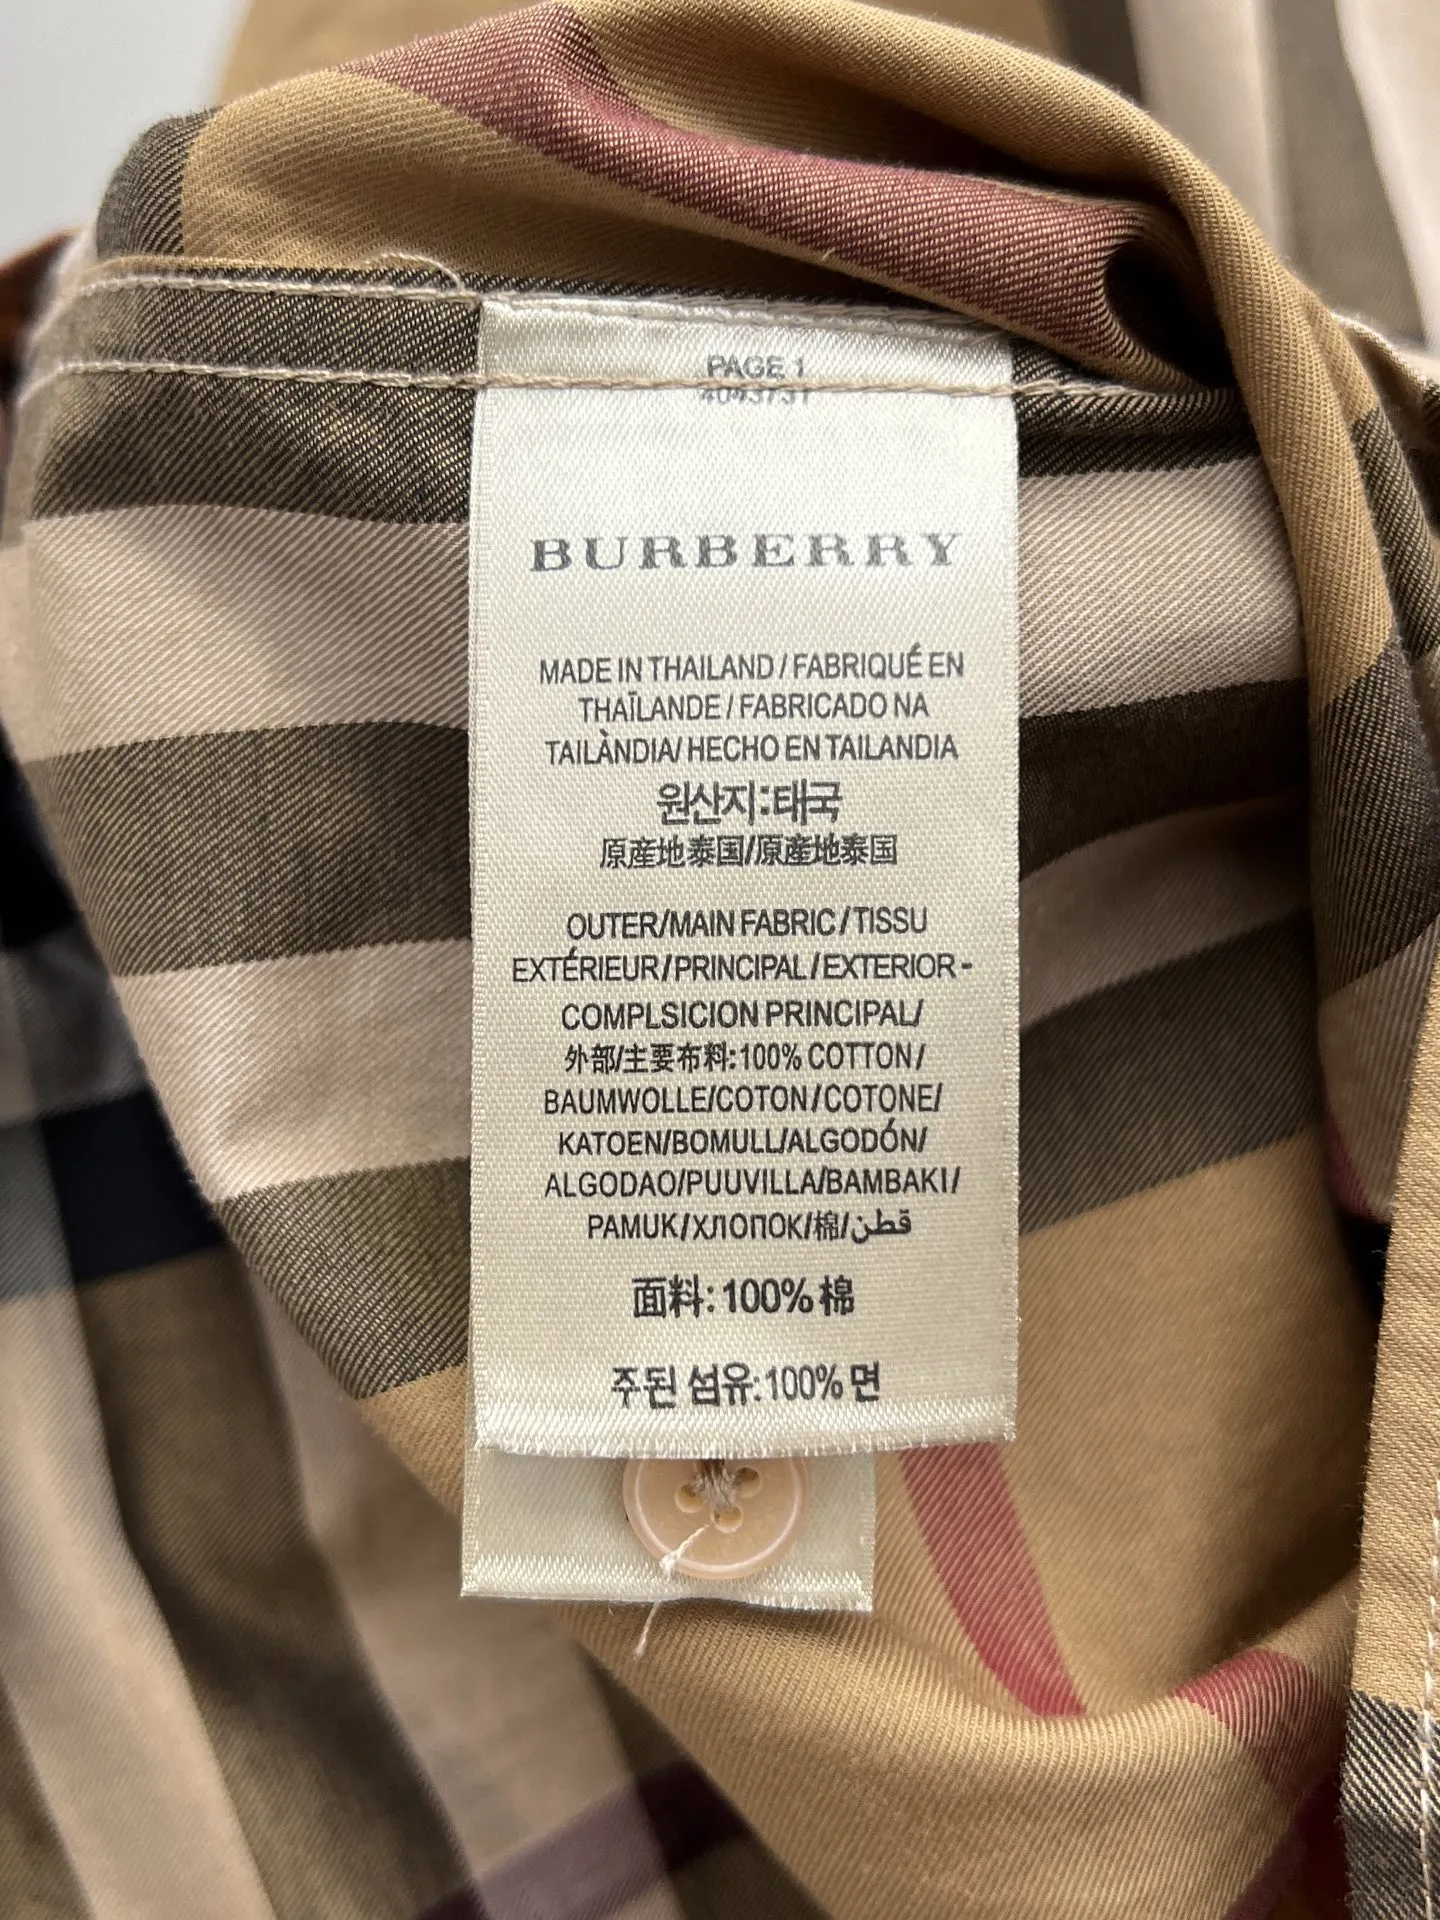 PAGE 1
4043731
BURBERRY
MADE IN THAILAND / FABRIQUÉ EN
THAÏLANDE / FABRICADO NA
TAILÀNDIA/ HECHO EN TAILANDIA
원산지:태국
原産地泰国/原産地泰国
OUTER/MAIN FABRIC / TISSU
EXTÉRIEUR/PRINCIPAL/EXTERIOR-
COMPLSICION PRINCIPAL/
外部/主要布料:100% COTTON /
BAUMWOLLE/COTON / COTONE/
KATOEN/BOMULL/ALGODÓN/
ALGODAO/PUUVILLA/BAMBAKI /
PAMUK/ХЛОПОК/棉/قطن
面料: 100% 棉
주된 섬유:100% 면